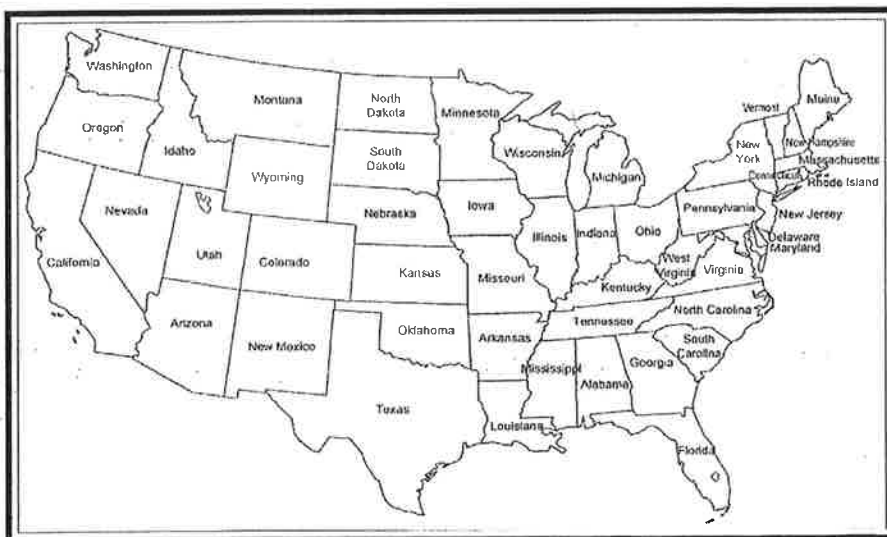 Washington
Montana
North
Dakota
Minnesota
Maine
Vermont
Oregon
Idaho
South
Dakota
Wisconsin
New
York
New Hampshire
Massachusetts
Wyoming
Michigan
Connecticut
Rhode Island
Nebraska
Iowa
Pennsylvania
New Jersey
Nevada
Utah
Colorado
Illinois
Indiana
Ohio
Delaware
Maryland
California
Kansas
Missouri
West
Virginia
Virginia
Kentucky
Arizona
New Mexico
Oklahoma
Arkansas
Tennessee
North Carolina
South
Carolina
Mississippi
Alabama
Georgia
Texas
Louisiana
Florida